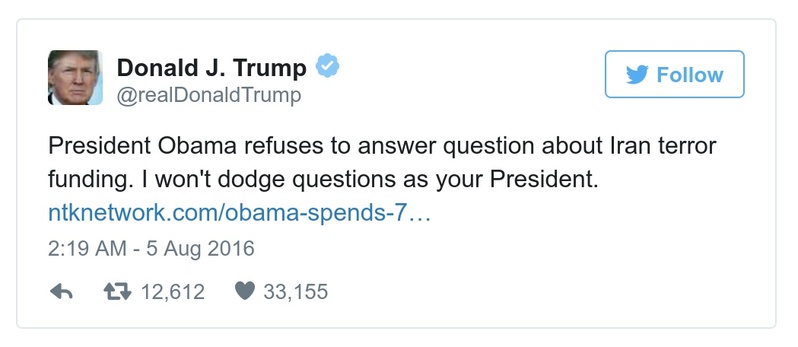 Donald J. Trump
@realDonaldTrump
Follow
President Obama refuses to answer question about Iran terror
funding. I won't dodge questions as your President.
ntknetwork.com/obama-spends-7…
2:19 AM - 5 Aug 2016
12,612 33,155